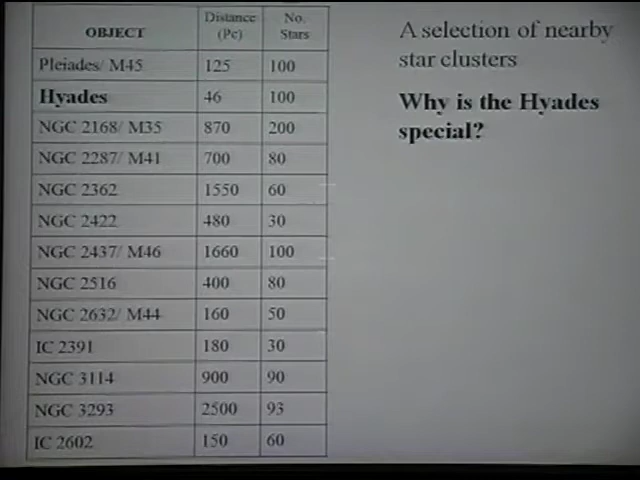 OBJECT Distance (Pc) No. Stars
Pleiades/ M45 125 100
Hyades 46 100
NGC 2168/ M35 870 200
NGC 2287/ M41 700 80
NGC 2362 1550 60
NGC 2422 480 30
NGC 2437/ M46 1660 100
NGC 2516 400 80
NGC 2632/ M44 160 50
IC 2391 180 30
NGC 3114 900 90
NGC 3293 2500 93
IC 2602 150 60
A selection of nearby
star clusters
Why is the Hyades
special?